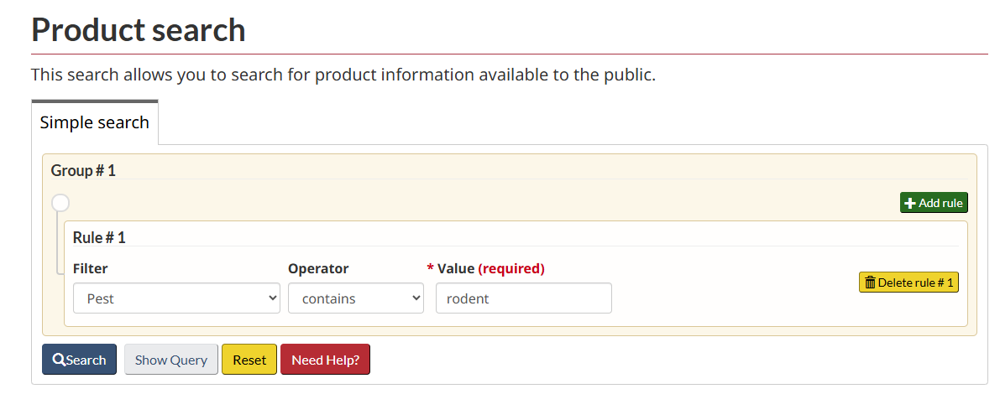 Product search
This search allows you to search for product information available to the public.
Simple search
Group # 1
Add rule
Rule # 1
Filter Operator * Value (required)
Pest contains rodent Delete rule # 1
Search Show Query Reset Need Help?